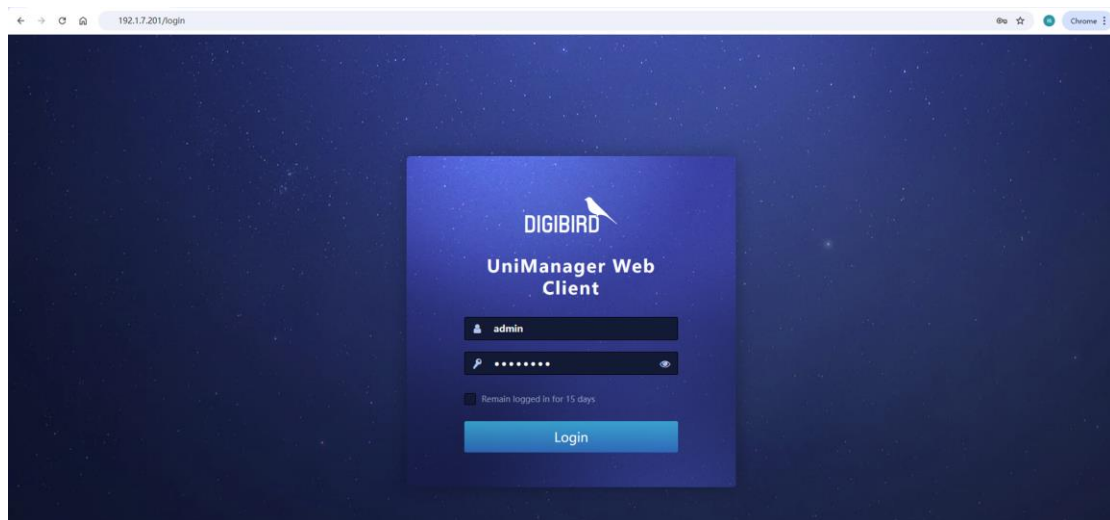 192.1.7.201/login
Chrome
DIGIBIRD
UniManager Web
Client
admin
••••••••
Remain logged in for 15 days
Login